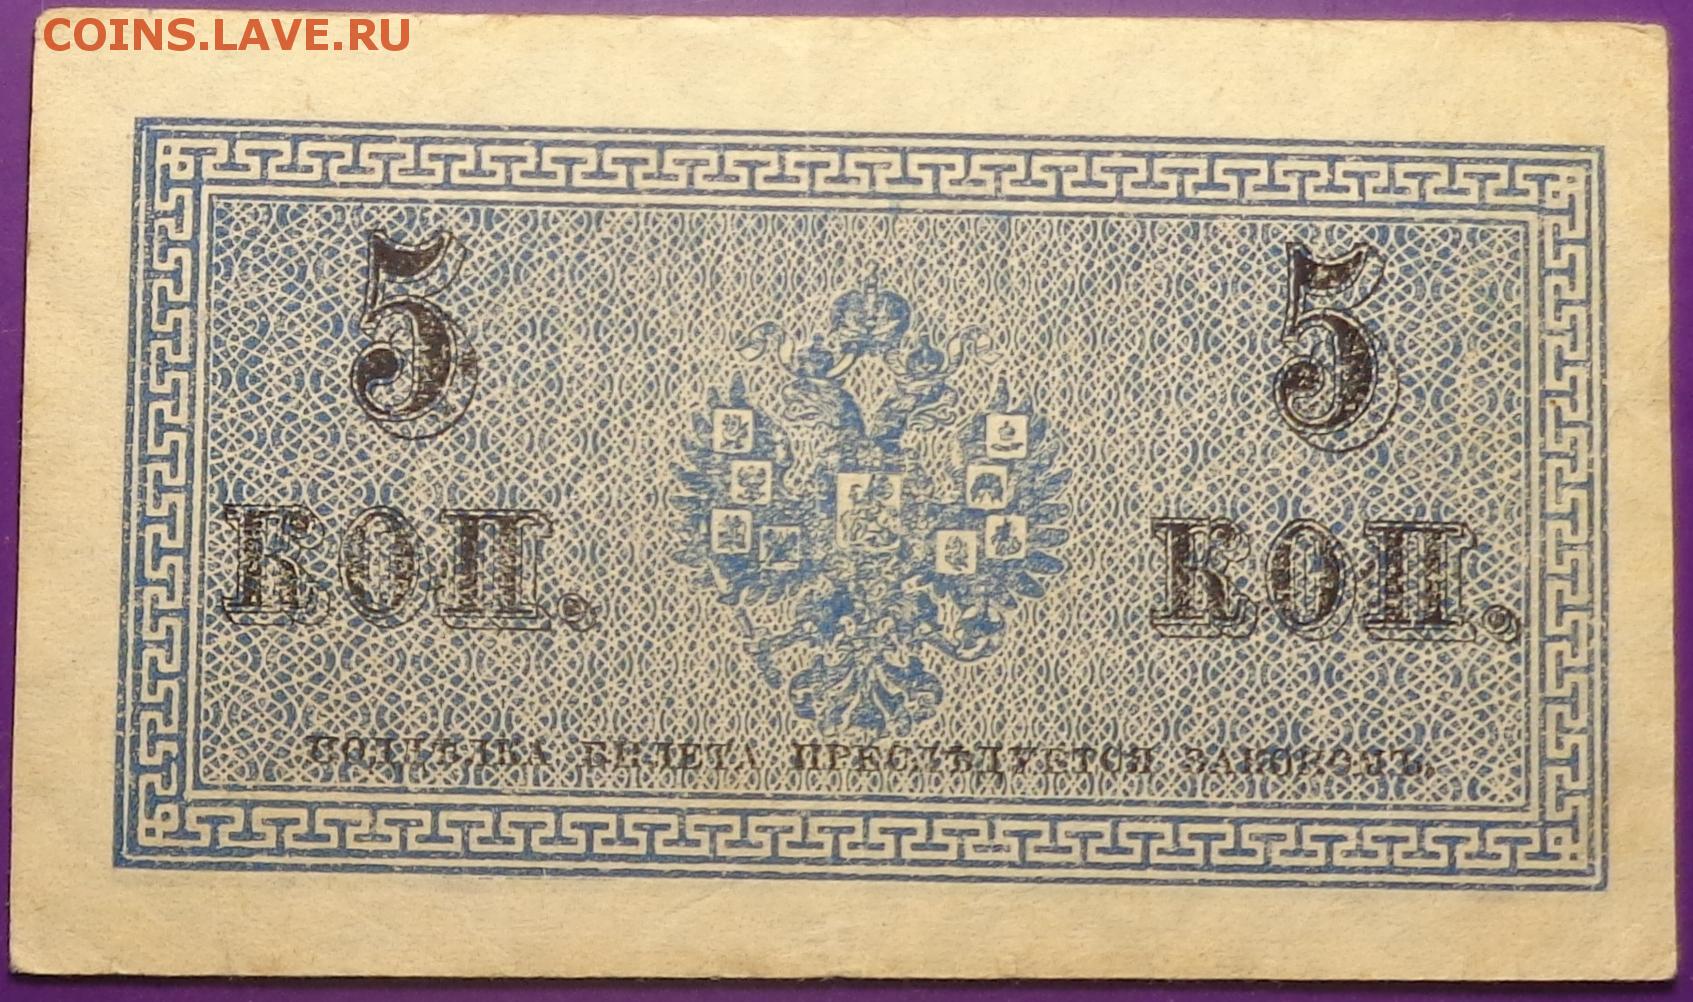 COINS.LAVE.RU
5 5
КОП. КОП.
ПОДДѢЛКА БИЛЕТА ПРЕСЛѢДУЕТСЯ ЗАКОНОМЪ.